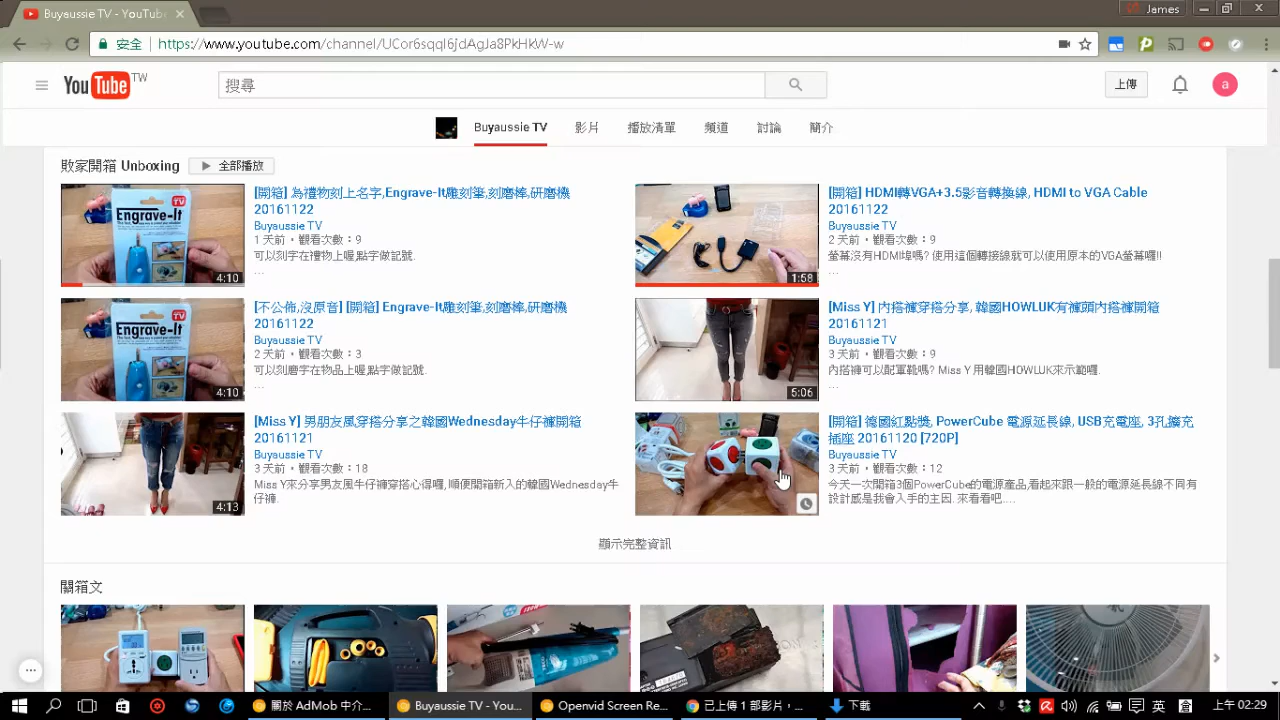 Buyaussie TV - YouTube
James
安全
https://www.youtube.com/channel/UCor6sqql6jdAgJa8PkHkW-w
YouTube TW
搜尋
上傳
a
Buyaussie TV
影片
播放清單
頻道
討論
簡介
敗家開箱 Unboxing
全部播放
[開箱] 為禮物刻上名字,Engrave-It雕刻筆,刻磨棒,研磨機
20161122
Buyaussie TV
1 天前・觀看次數：9
可以刻字在禮物上喔,點字做記號.
...
4:10
[開箱] HDMI轉VGA+3.5影音轉換線, HDMI to VGA Cable
20161122
Buyaussie TV
2 天前・觀看次數：9
螢幕沒有HDMI埠嗎? 使用這個轉接線就可以使用原本的VGA螢幕囉!!
...
1:58
[不公佈,沒原音] [開箱] Engrave-It雕刻筆,刻磨棒,研磨機
20161122
Buyaussie TV
2 天前・觀看次數：3
可以刻磨字在物品上喔,點字做記號.
...
4:10
[Miss Y] 內搭褲穿搭分享, 韓國HOWLUK有褲頭內搭褲開箱
20161121
Buyaussie TV
3 天前・觀看次數：9
內搭褲可以配軍靴嗎? Miss Y 用韓國HOWLUK來示範囉.
...
5:06
[Miss Y] 男朋友風,穿搭分享之韓國Wednesday牛仔褲開箱
20161121
Buyaussie TV
3 天前・觀看次數：18
Miss Y來分享男友風牛仔褲穿搭心得囉, 順便開箱新入的韓國Wednesday牛
仔褲.
4:13
[開箱] 德國紅點獎, PowerCube 電源延長線, USB充電座, 3孔擴充
插座 20161120 [720P]
Buyaussie TV
3 天前・觀看次數：12
今天一次開箱3個PowerCube的電源產品,看起來跟一般的電源延長線不同有
設計感是我會入手的主因. 來看看吧....
Engrave-It
Engrave-It
顯示完整資訊
關箱文
關於 AdMob 中介...
Buyaussie TV - You...
Openvid Screen Re...
已上傳 1 部影片，...
下載
英
上午 02:29